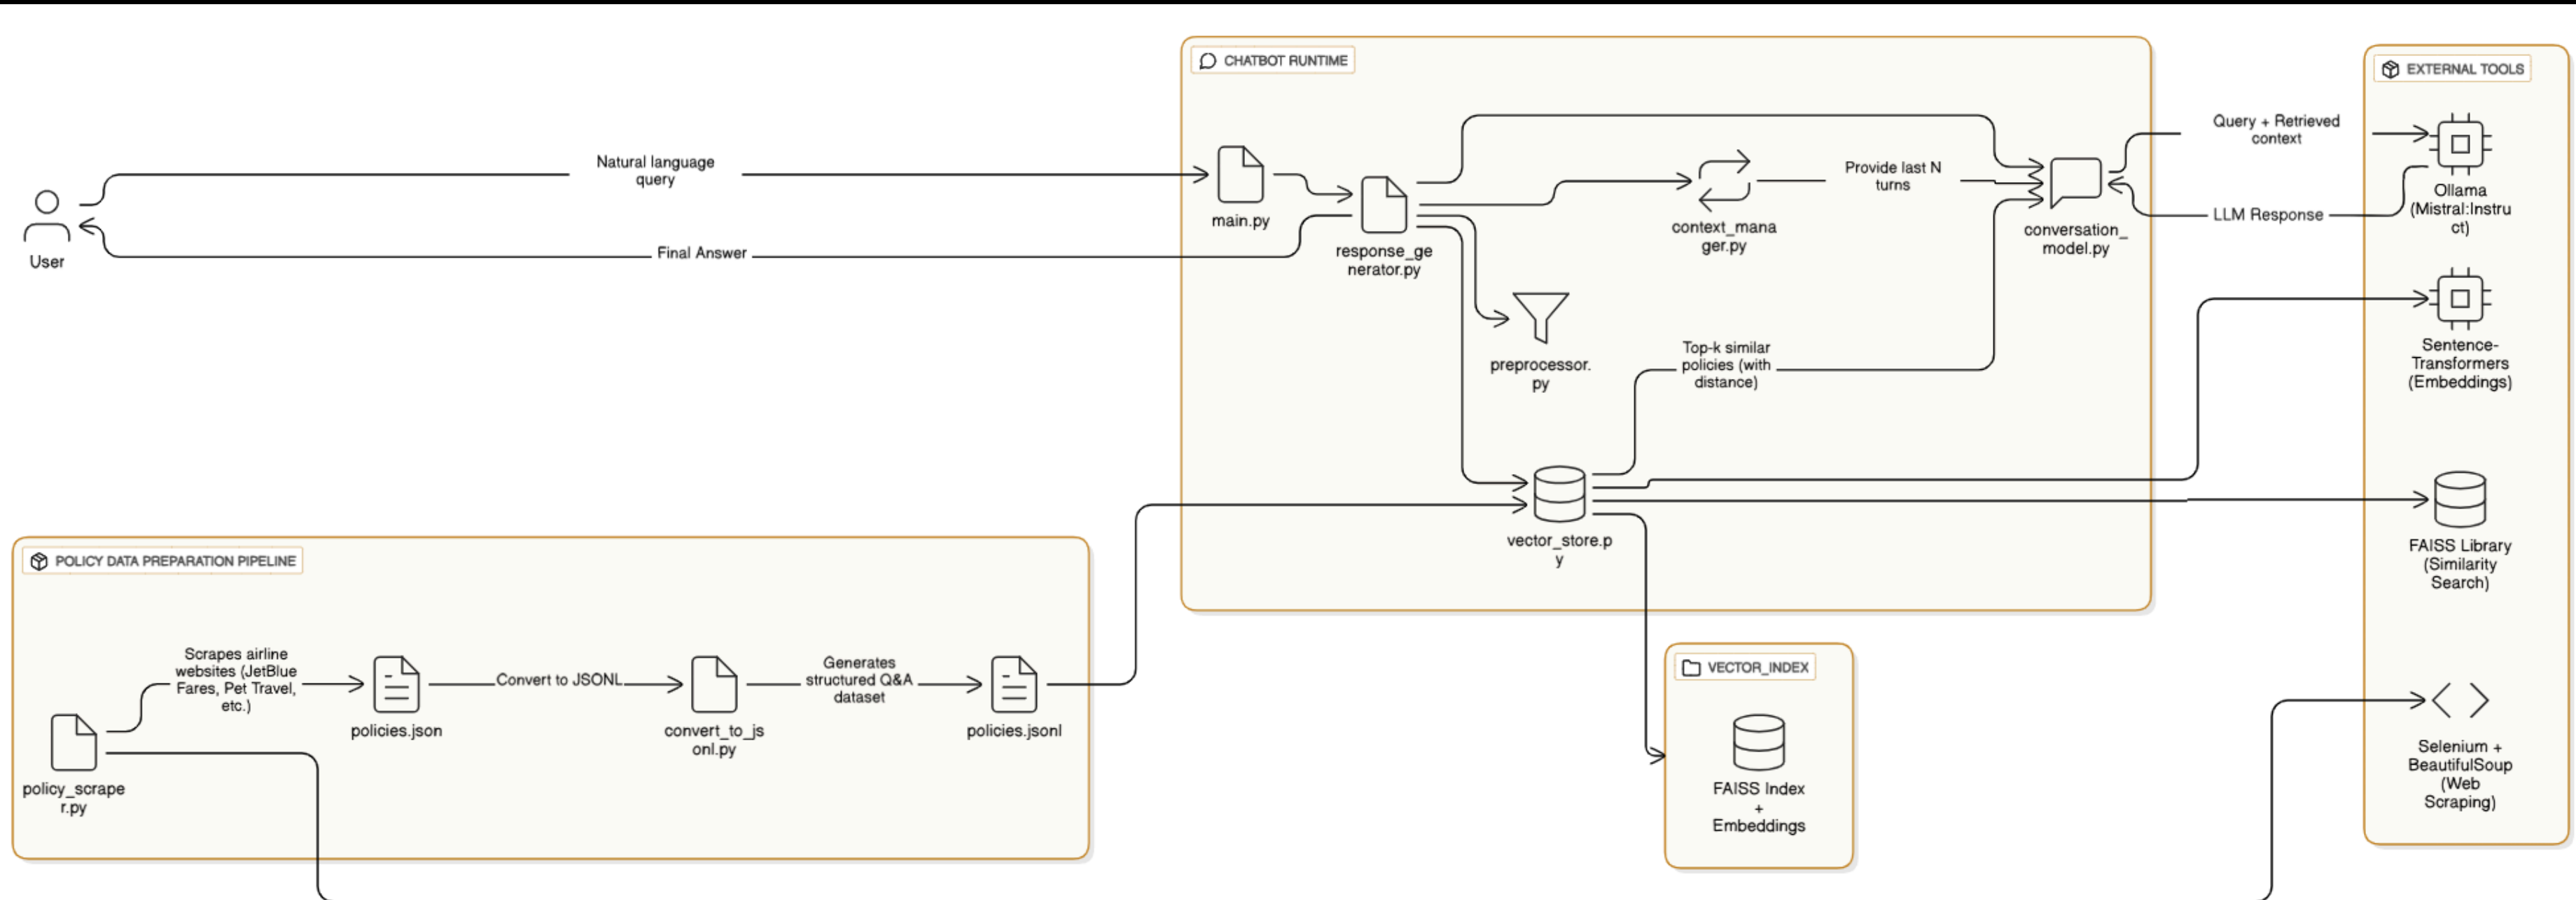 CHATBOT RUNTIME
EXTERNAL TOOLS
Natural language
query
main.py
Final Answer
User
response_ge
nerator.py
context_mana
ger.py
Provide last N
turns
conversation_
model.py
Query + Retrieved
context
LLM Response
Ollama
(Mistral:Instru
ct)
preprocessor.
py
Top-k similar
policies (with
distance)
Sentence-
Transformers
(Embeddings)
vector_store.p
y
FAISS Library
(Similarity
Search)
POLICY DATA PREPARATION PIPELINE
Scrapes airline
websites (JetBlue
Fares, Pet Travel,
etc.)
policy_scrape
r.py
policies.json
Convert to JSONL
convert_to_js
onl.py
Generates
structured Q&A
dataset
policies.jsonl
VECTOR_INDEX
FAISS Index
+
Embeddings
Selenium +
BeautifulSoup
(Web
Scraping)